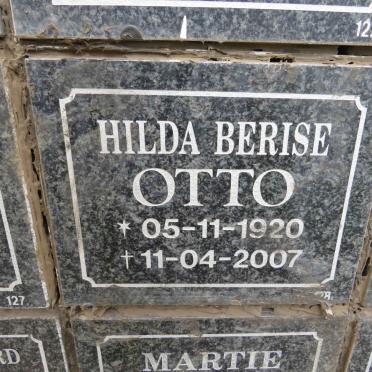 HILDA BERISE
OTTO
* 05-11-1920
† 11-04-2007
127
MARTIE